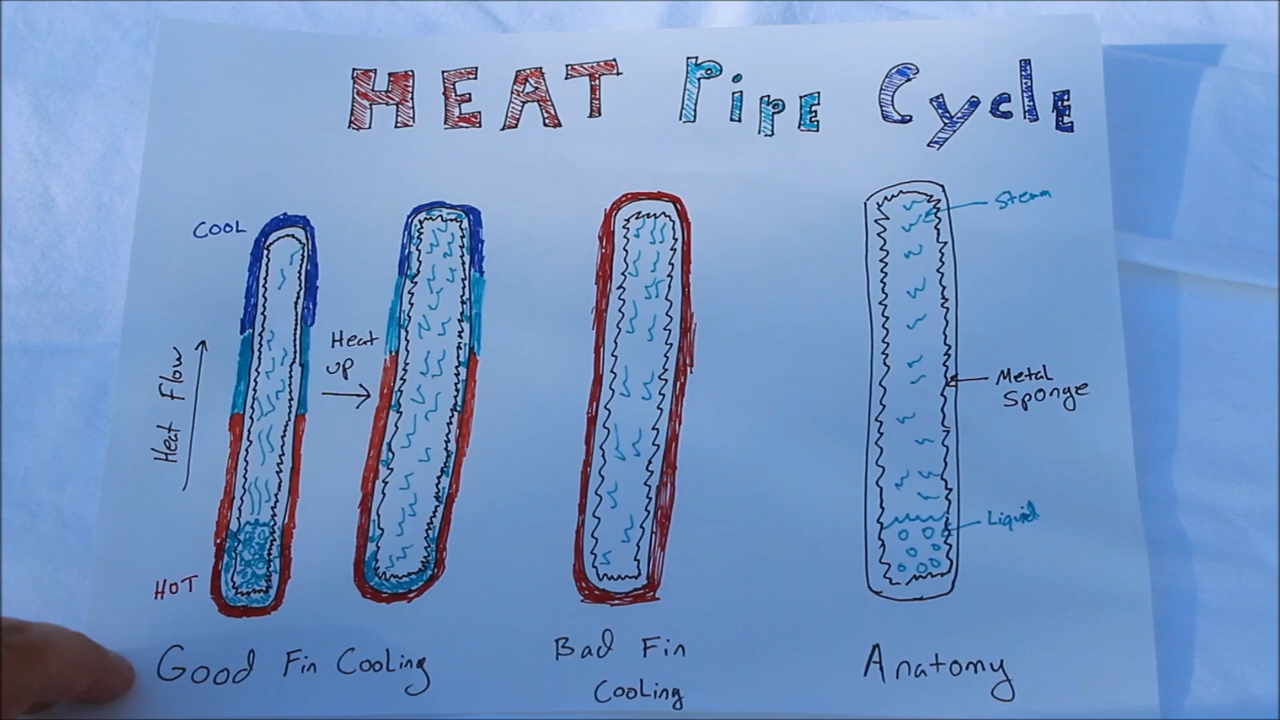 HEAT Pipe Cycle
COOL
Heat Flow
HOT
Heat
up
Good Fin Cooling
Bad Fin
Cooling
Steam
Metal
Sponge
Liquid
Anatomy